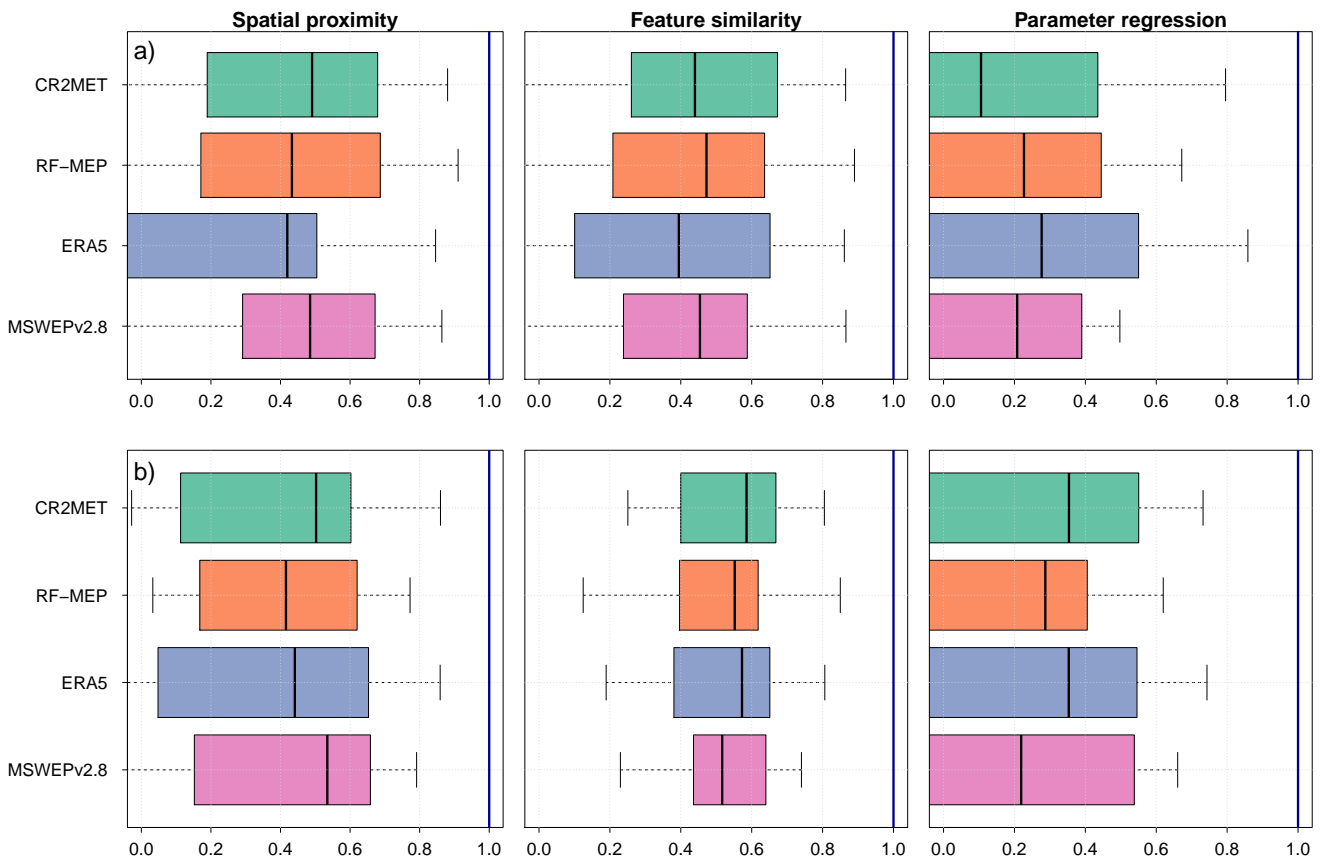 Spatial proximity Feature similarity Parameter regression
a)
CR2MET
RF−MEP
ERA5
MSWEPv2.8
0.0 0.2 0.4 0.6 0.8 1.0 0.0 0.2 0.4 0.6 0.8 1.0 0.0 0.2 0.4 0.6 0.8 1.0
b)
CR2MET
RF−MEP
ERA5
MSWEPv2.8
0.0 0.2 0.4 0.6 0.8 1.0 0.0 0.2 0.4 0.6 0.8 1.0 0.0 0.2 0.4 0.6 0.8 1.0